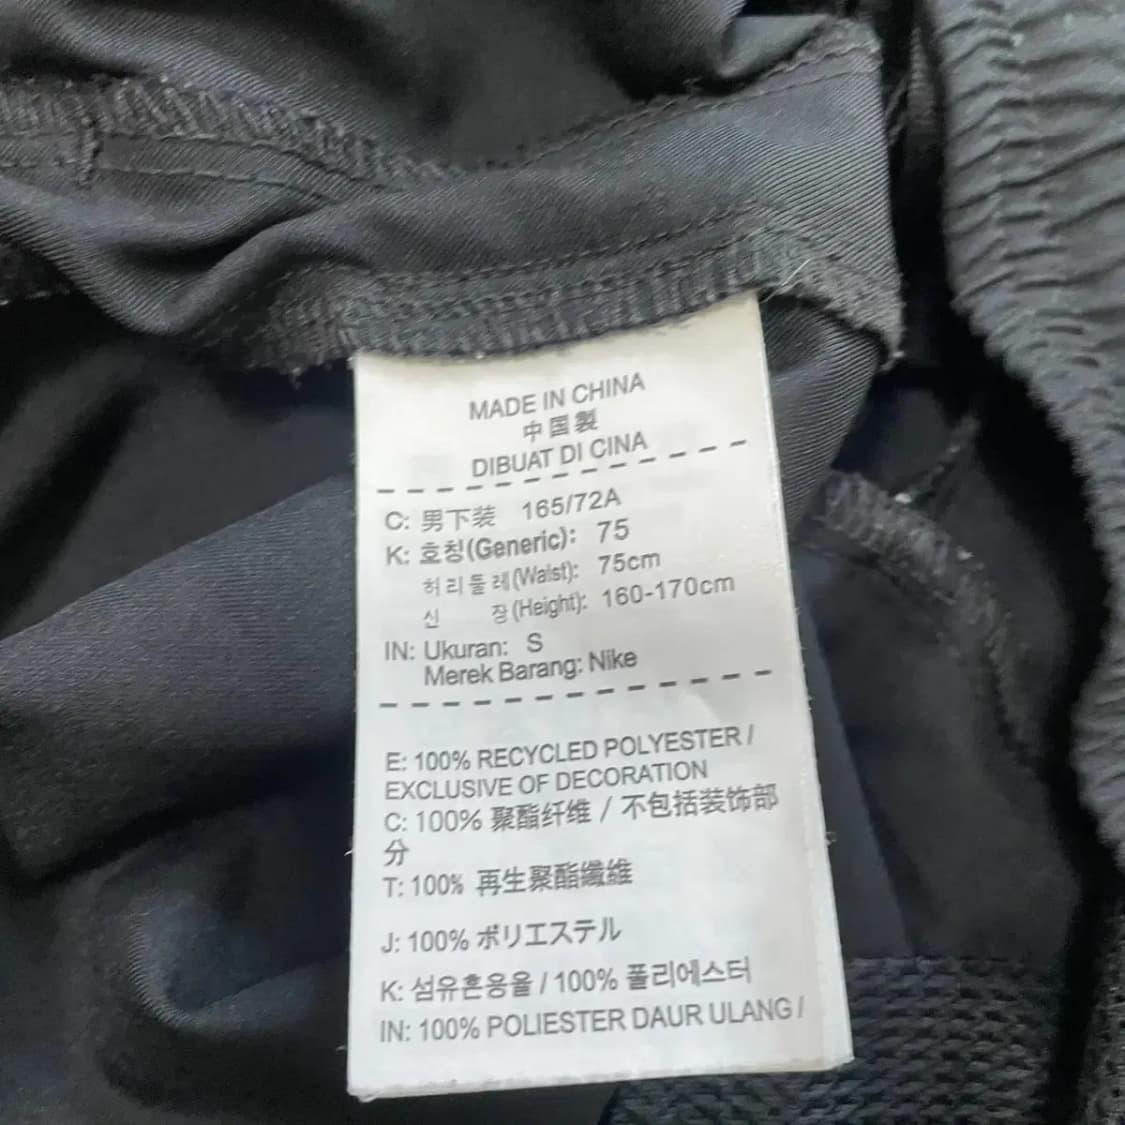 MADE IN CHINA
中国製
DIBUAT DI CINA
C: 男下装 165/72A
K: 호칭(Generic): 75
허리둘레(Waist): 75cm
신 장(Height): 160-170cm
IN: Ukuran: S
Merek Barang: Nike
E: 100% RECYCLED POLYESTER /
EXCLUSIVE OF DECORATION
C: 100% 聚酯纤维 / 不包括装饰部
分
T: 100% 再生聚酯纖維
J: 100% ポリエステル
K: 섬유혼용율 / 100% 폴리에스터
IN: 100% POLIESTER DAUR ULANG /